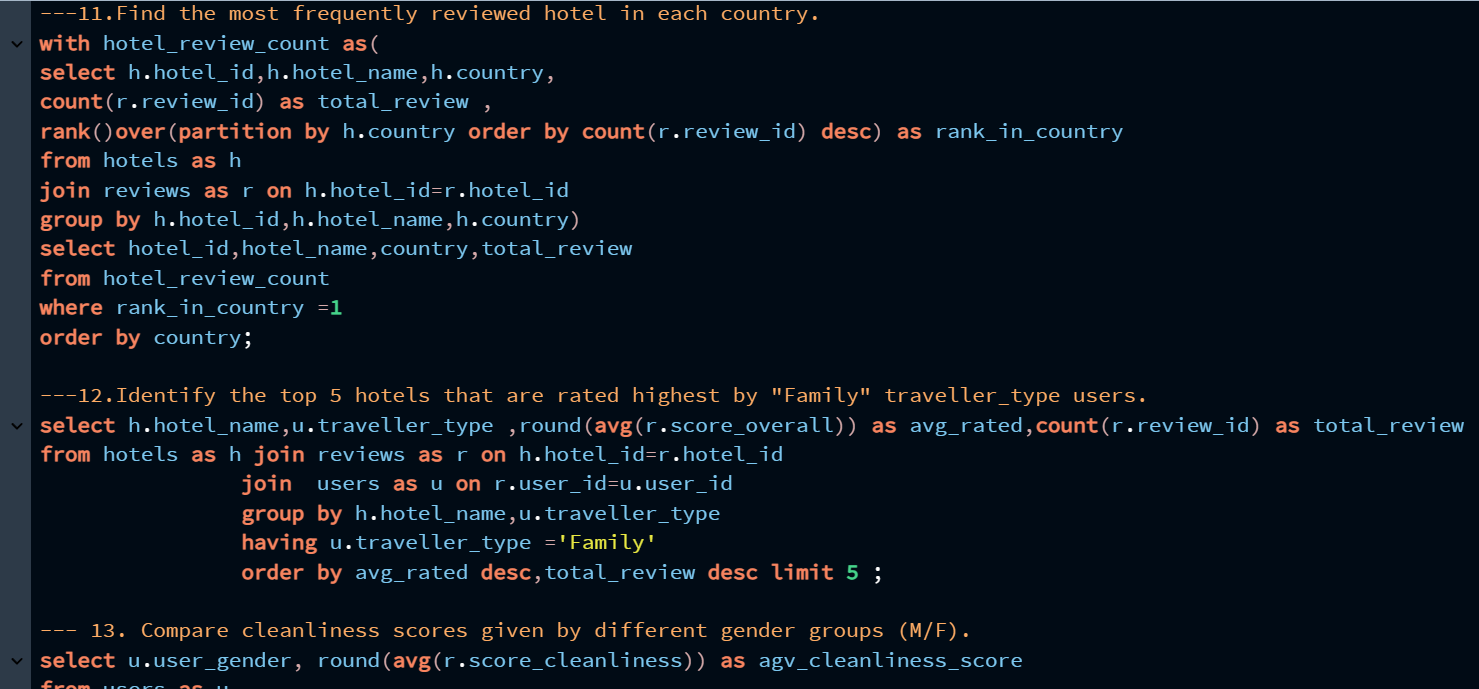 ---11.Find the most frequently reviewed hotel in each country.
with hotel_review_count as(
select h.hotel_id,h.hotel_name,h.country,
count(r.review_id) as total_review ,
rank()over(partition by h.country order by count(r.review_id) desc) as rank_in_country
from hotels as h
join reviews as r on h.hotel_id=r.hotel_id
group by h.hotel_id,h.hotel_name,h.country)
select hotel_id,hotel_name,country,total_review
from hotel_review_count
where rank_in_country =1
order by country;
---12.Identify the top 5 hotels that are rated highest by "Family" traveller_type users.
select h.hotel_name,u.traveller_type ,round(avg(r.score_overall)) as avg_rated,count(r.review_id) as total_review
from hotels as h join reviews as r on h.hotel_id=r.hotel_id
join  users as u on r.user_id=u.user_id
group by h.hotel_name,u.traveller_type
having u.traveller_type ='Family'
order by avg_rated desc,total_review desc limit 5 ;
--- 13. Compare cleanliness scores given by different gender groups (M/F).
select u.user_gender, round(avg(r.score_cleanliness)) as agv_cleanliness_score
from users as u